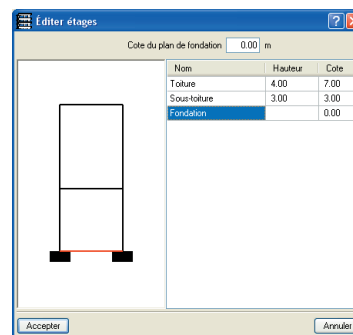 Éditer étages
Cote du plan de fondation 0.00 m
Nom Hauteur Cote
Toiture 4.00 7.00
Sous-toiture 3.00 3.00
Fondation 0.00
Accepter Annuler